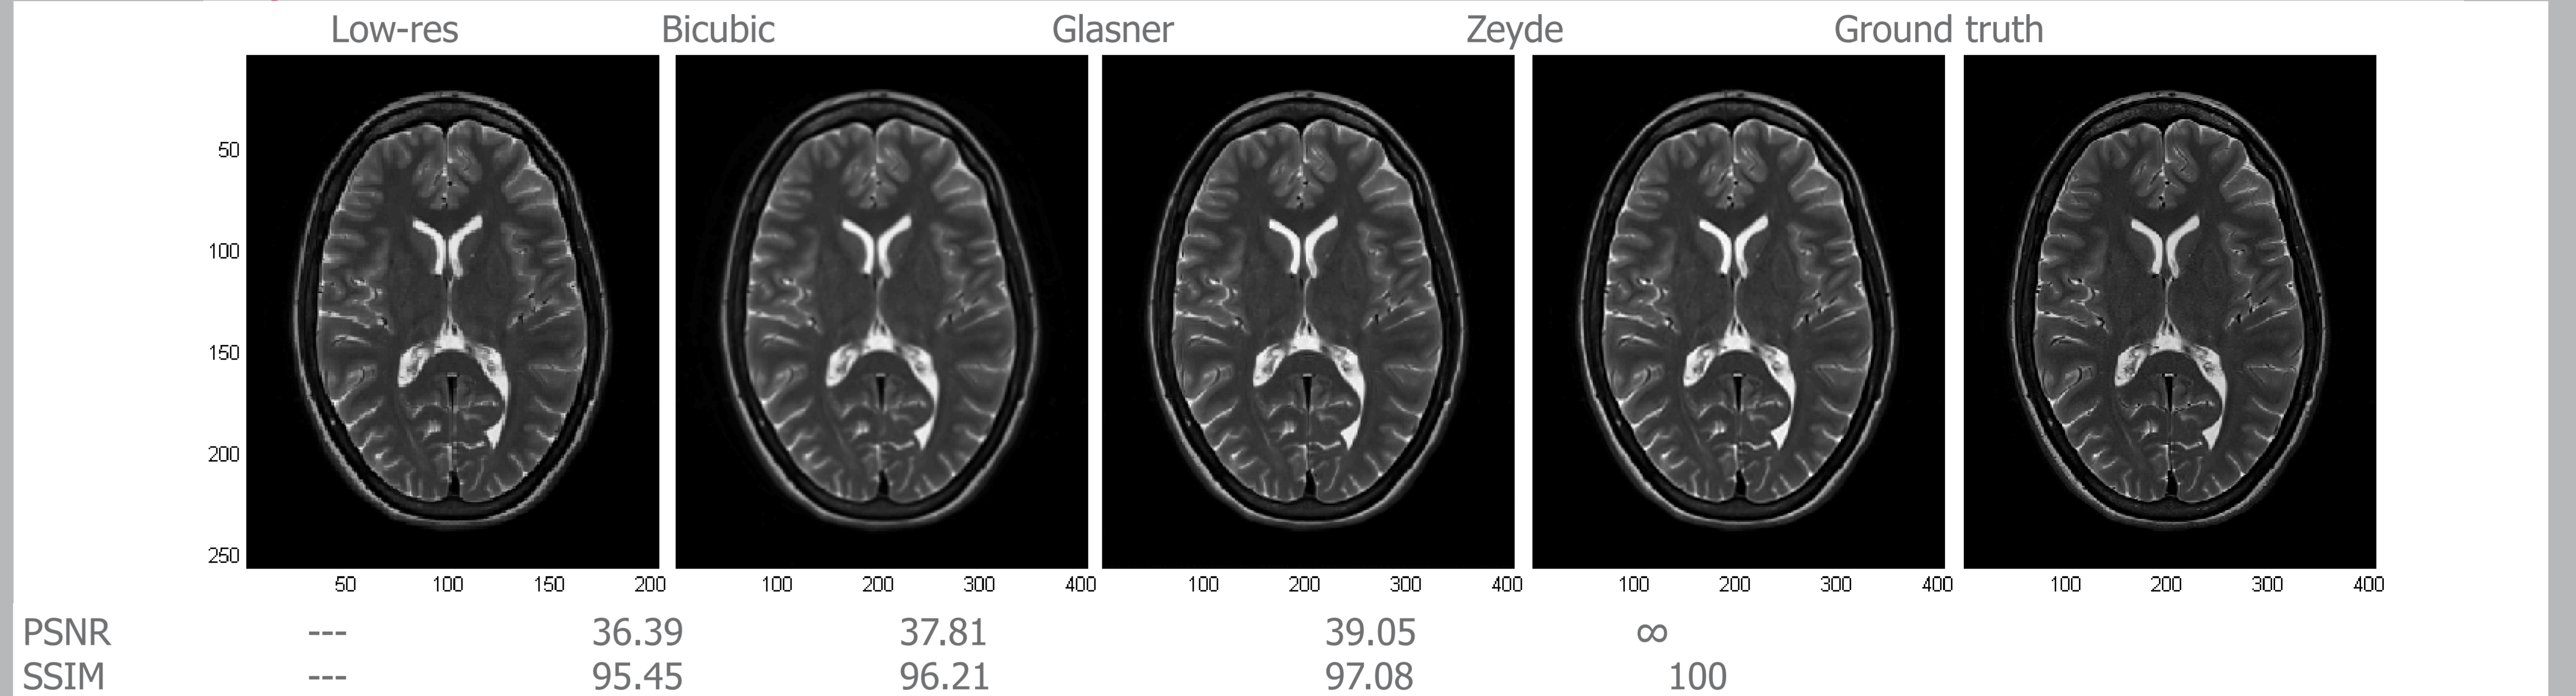 Low-res Bicubic Glasner Zeyde Ground truth
50
100
150
200
250
50 100 150 200 100 200 300 400 100 200 300 400 100 200 300 400 100 200 300 400
PSNR --- 36.39 37.81 39.05 ∞
SSIM --- 95.45 96.21 97.08 100